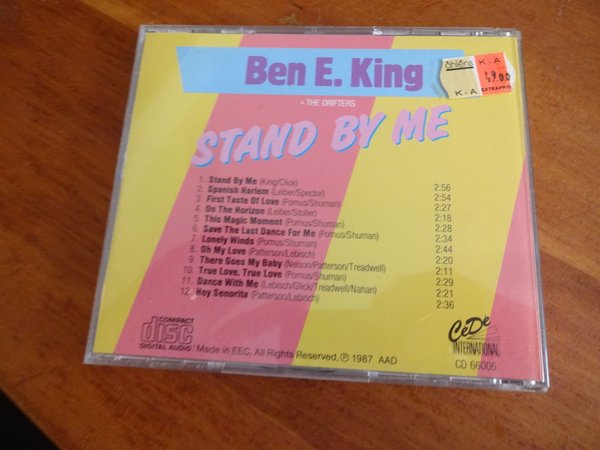 Ben E. King
+ THE DRIFTERS
åhléns
K-A
K-A
49.00
EXTRAPRIS
STAND BY ME
1. Stand By Me (King/Glick) 2:56
2. Spanish Harlem (Leiber/Spector) 2:54
3. First Taste Of Love (Pomus/Shuman) 2:27
4. On The Horizon (Leiber/Stoller) 2:18
5. This Magic Moment (Pomus/Shuman) 2:28
6. Save The Last Dance For Me (Pomus/Shuman) 2:34
7. Lonely Winds (Pomus/Shuman) 2:44
8. Oh My Love (Patterson/Lebisch) 2:20
9. There Goes My Baby (Nelson/Patterson/Treadwell) 2:11
10. True Love, True Love (Pomus/Shuman) 2:29
11. Dance With Me (Lebisch/Glick/Treadwell/Nahan) 2:21
12. Hey Senorita (Patterson/Lebisch) 2:36
COMPACT
disc
DIGITAL AUDIO
Made in EEC, All Rights Reserved, ℗ 1987 AAD
CéDé
INTERNATIONAL
CD 66006